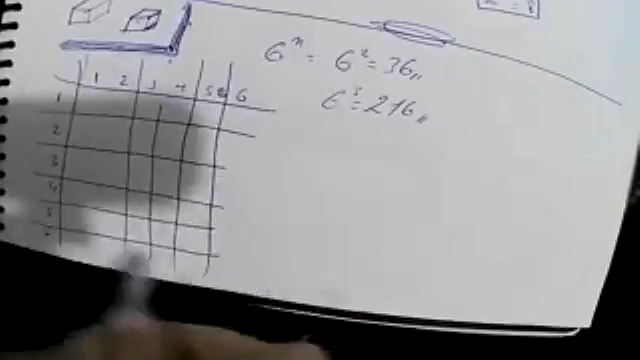 6ⁿ = 6² = 36,,
6³ = 216,,
1 2 3 4 5 6
1
2
3
4
5